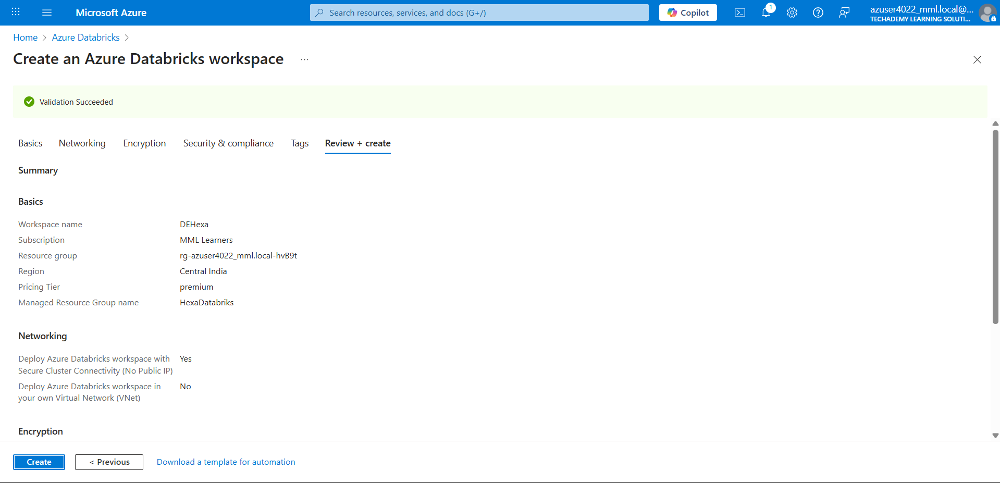 Microsoft Azure
Search resources, services, and docs (G+/)
Copilot
1
azuser4022_mml.local@...
TECHADEMY LEARNING SOLUTI...
Home > Azure Databricks >
Create an Azure Databricks workspace ...
Validation Succeeded
Basics Networking Encryption Security & compliance Tags Review + create
Summary
Basics
Workspace name DEHexa
Subscription MML Learners
Resource group rg-azuser4022_mml.local-hvB9t
Region Central India
Pricing Tier premium
Managed Resource Group name HexaDatabriks
Networking
Deploy Azure Databricks workspace with Yes
Secure Cluster Connectivity (No Public IP)
Deploy Azure Databricks workspace in No
your own Virtual Network (VNet)
Encryption
Create < Previous Download a template for automation